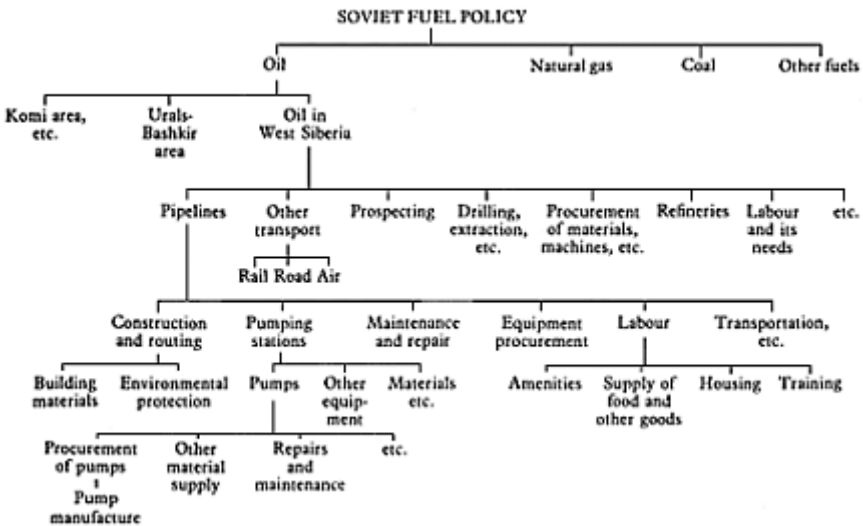 SOVIET FUEL POLICY
Oil Natural gas Coal Other fuels
Komi area, Urals- Oil in
etc. Bashkir West Siberia
area
Pipelines Other Prospecting Drilling, Procurement Refineries Labour etc.
transport extraction, of materials, and its
etc. machines, etc. needs
Rail Road Air
Construction Pumping Maintenance Equipment Labour Transportation,
and routing stations and repair procurement etc.
Building Environmental Pumps Other Materials Amenities Supply of Housing Training
materials protection equip- etc. food and
ment other goods
Procurement Other Repairs etc.
of pumps material and
supply maintenance
Pump
manufacture